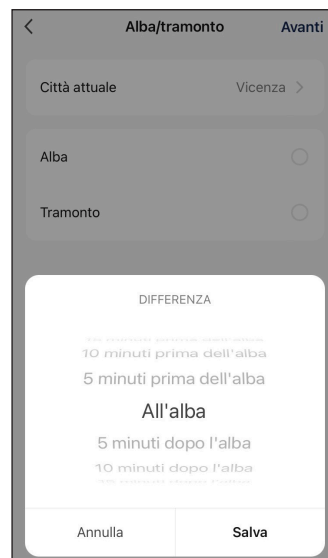 Alba/tramonto Avanti
Città attuale Vicenza
Alba
Tramonto
DIFFERENZA
10 minuti prima dell'alba
5 minuti prima dell'alba
All'alba
5 minuti dopo l'alba
10 minuti dopo l'alba
Annulla Salva